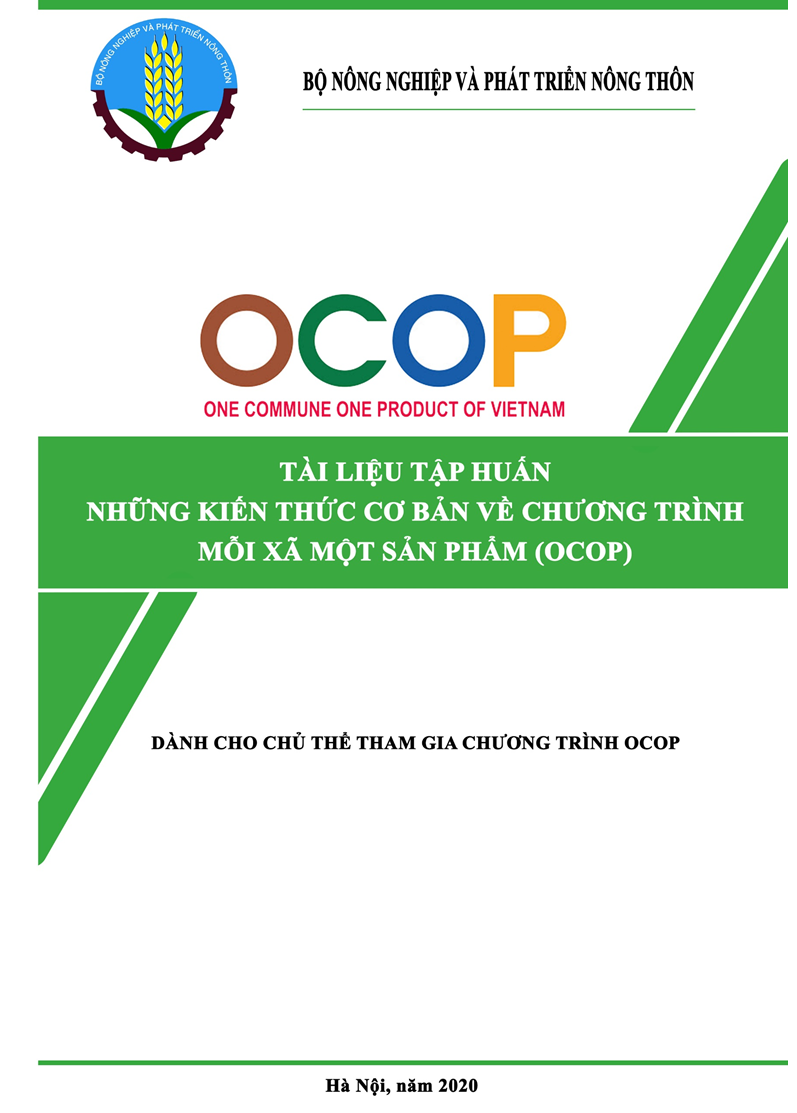 BỘ NÔNG NGHIỆP VÀ PHÁT TRIỂN NÔNG THÔN
BỘ NÔNG NGHIỆP VÀ PHÁT TRIỂN NÔNG THÔN
OCOP
ONE COMMUNE ONE PRODUCT OF VIETNAM
TÀI LIỆU TẬP HUẤN
NHỮNG KIẾN THỨC CƠ BẢN VỀ CHƯƠNG TRÌNH
MỖI XÃ MỘT SẢN PHẨM (OCOP)
DÀNH CHO CHỦ THỂ THAM GIA CHƯƠNG TRÌNH OCOP
Hà Nội, năm 2020